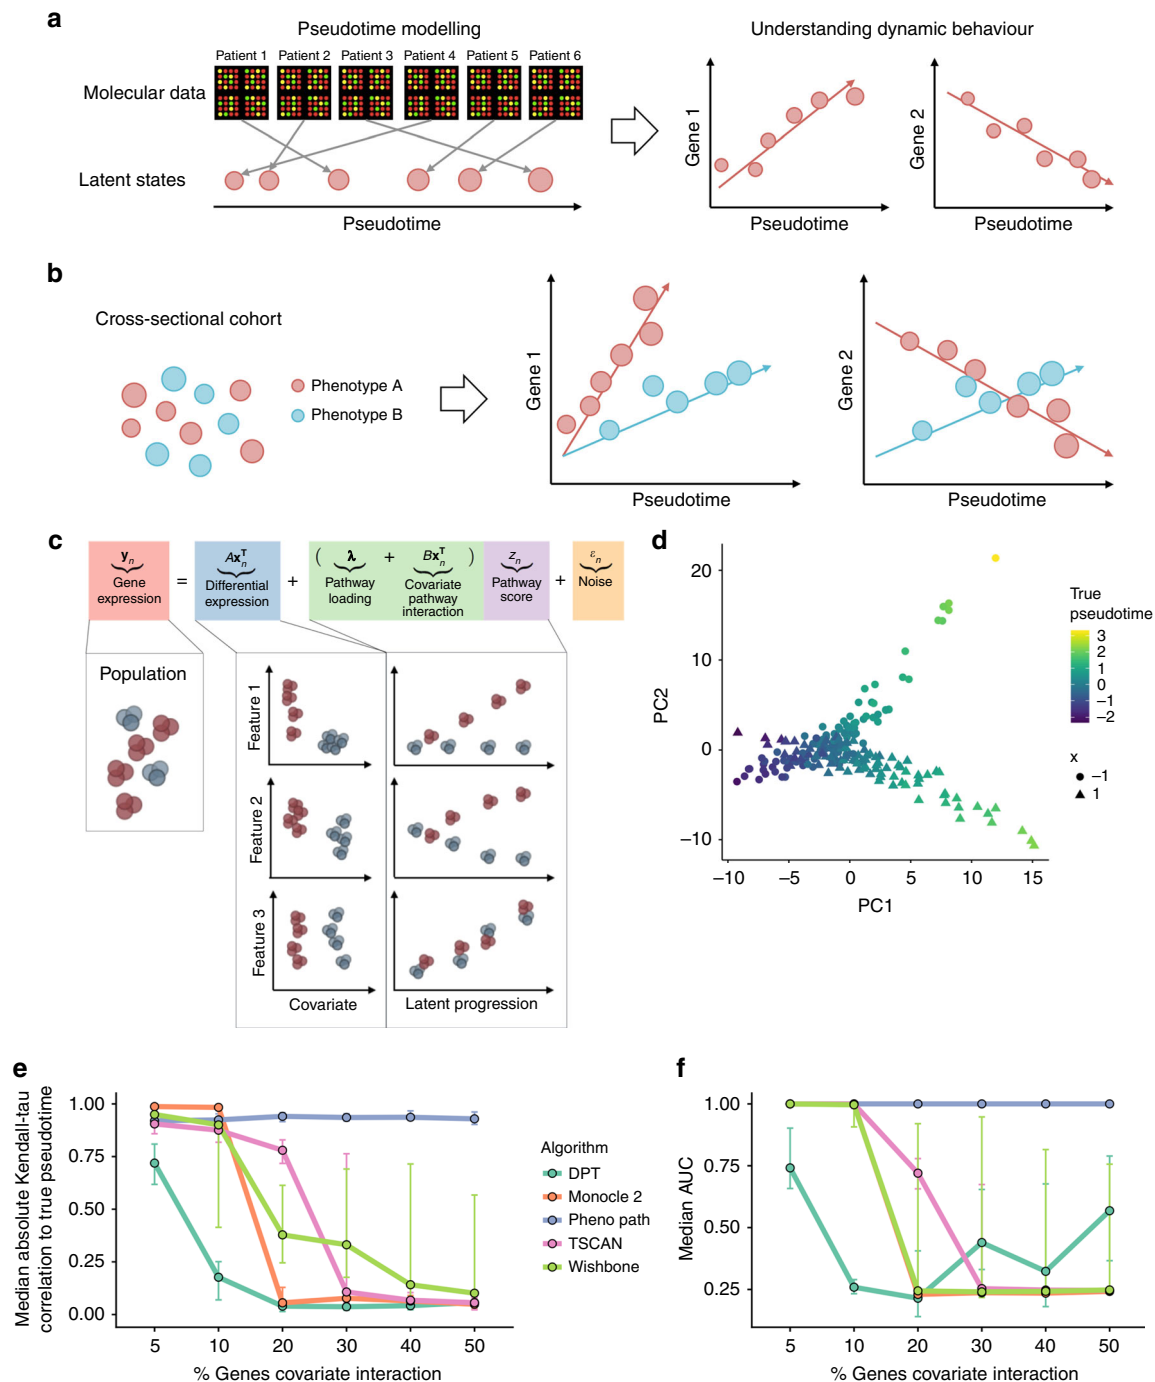 a
Pseudotime modelling
Understanding dynamic behaviour
Patient 1 Patient 2 Patient 3 Patient 4 Patient 5 Patient 6
Molecular data
Latent states
Pseudotime
Gene 1
Pseudotime
Gene 2
Pseudotime
b
Cross-sectional cohort
Phenotype A
Phenotype B
Gene 1
Pseudotime
Gene 2
Pseudotime
c
yₙ = Axₙᵀ + ( λ + Bxₙᵀ ) zₙ + εₙ
Gene expression
Differential expression
Pathway loading
Covariate pathway interaction
Pathway score
Noise
Population
Feature 1
Feature 2
Feature 3
Covariate
Latent progression
d
PC2
20
10
0
−10
−10 −5 0 5 10 15
PC1
True pseudotime
3
2
1
0
−1
−2
x
−1
1
e
Median absolute Kendall-tau
correlation to true pseudotime
1.00
0.75
0.50
0.25
0.00
5 10 20 30 40 50
% Genes covariate interaction
Algorithm
DPT
Monocle 2
Pheno path
TSCAN
Wishbone
f
Median AUC
1.00
0.75
0.50
0.25
5 10 20 30 40 50
% Genes covariate interaction